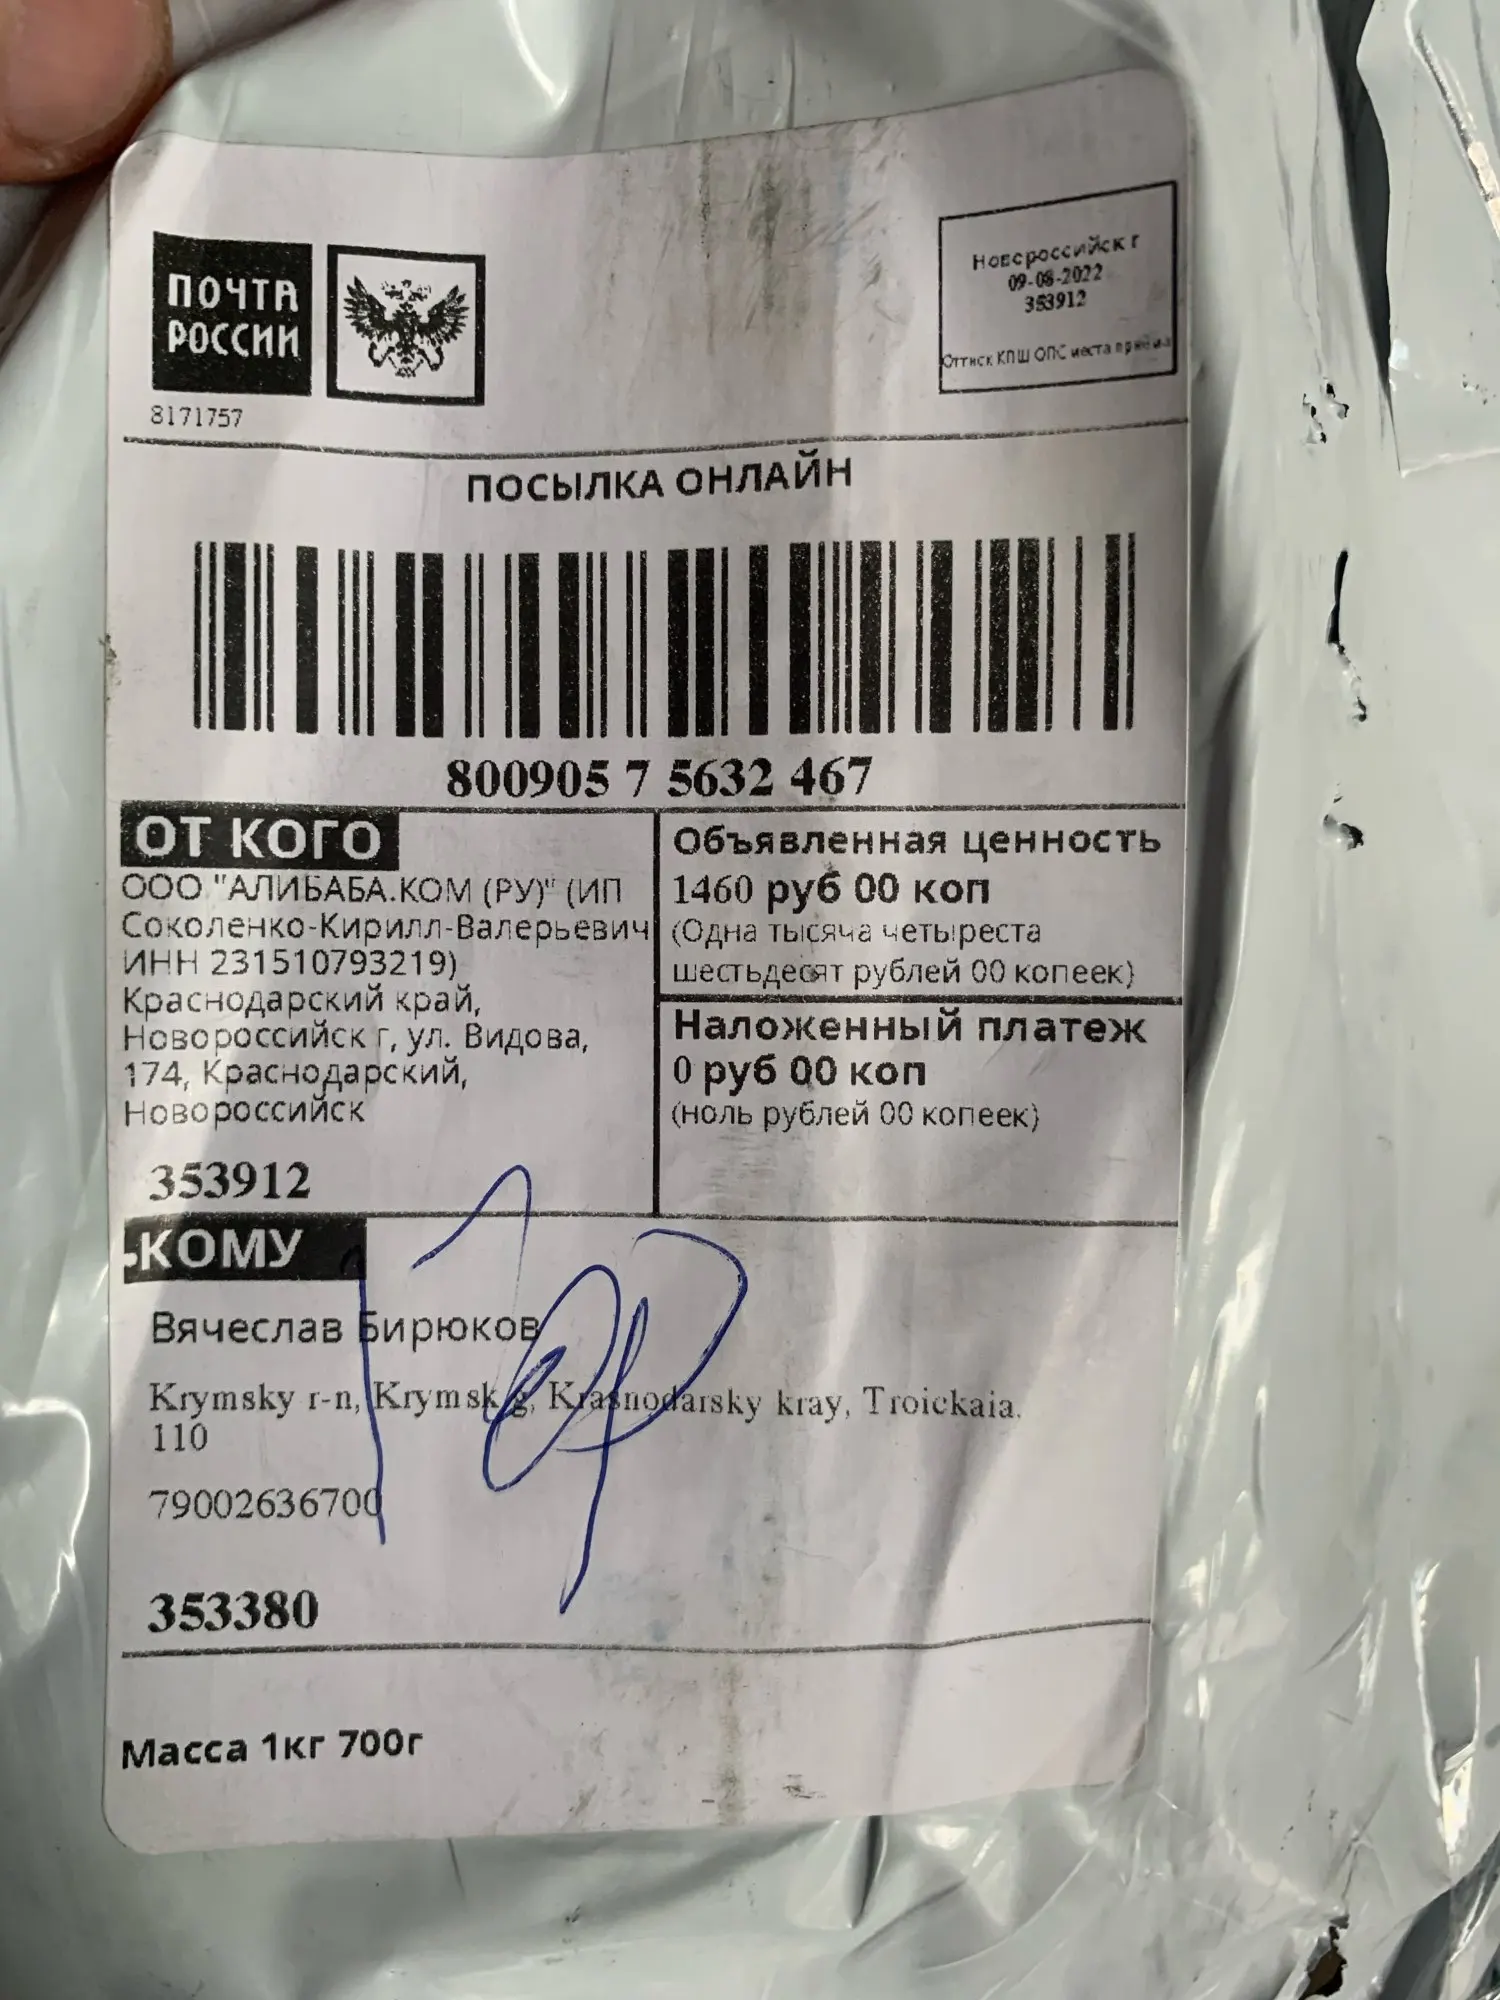 ПОЧТА
РОССИИ
8171757
Новороссийск г
09-08-2022
353912
Оттиск КПШ ОПС места приёма
ПОСЫЛКА ОНЛАЙН
800905 7 5632 467
ОТ КОГО
ООО "АЛИБАБА.КОМ (РУ)" (ИП
Соколенко-Кирилл-Валерьевич
ИНН 231510793219)
Краснодарский край,
Новороссийск г, ул. Видова,
174, Краснодарский,
Новороссийск
353912
Объявленная ценность
1460 руб 00 коп
(Одна тысяча четыреста
шестьдесят рублей 00 копеек)
Наложенный платеж
0 руб 00 коп
(ноль рублей 00 копеек)
КОМУ
Вячеслав Бирюков
Krymsky r-n, Krymsk g, Krasnodarsky kray, Troickaia.
110
79002636700
353380
Масса 1кг 700г